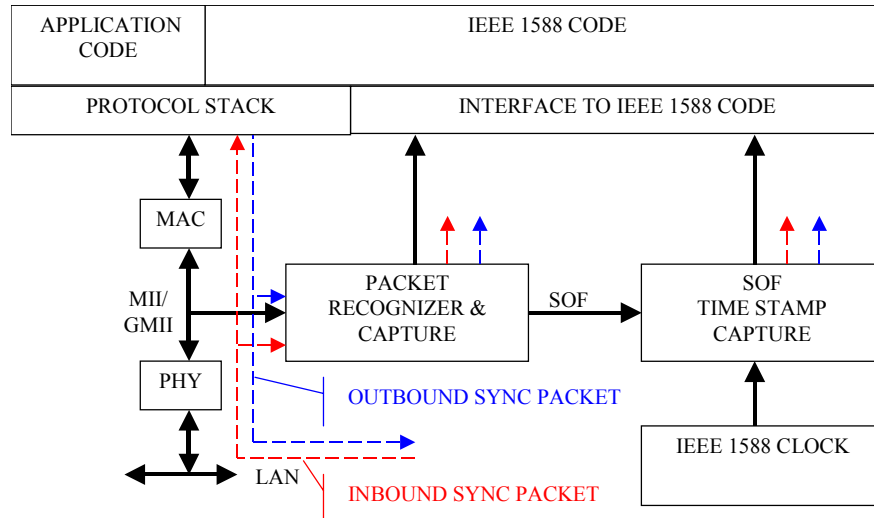 APPLICATION
CODE
IEEE 1588 CODE
PROTOCOL STACK
INTERFACE TO IEEE 1588 CODE
MAC
MII/
GMII
PACKET
RECOGNIZER &
CAPTURE
SOF
SOF
TIME STAMP
CAPTURE
PHY
OUTBOUND SYNC PACKET
IEEE 1588 CLOCK
LAN
INBOUND SYNC PACKET